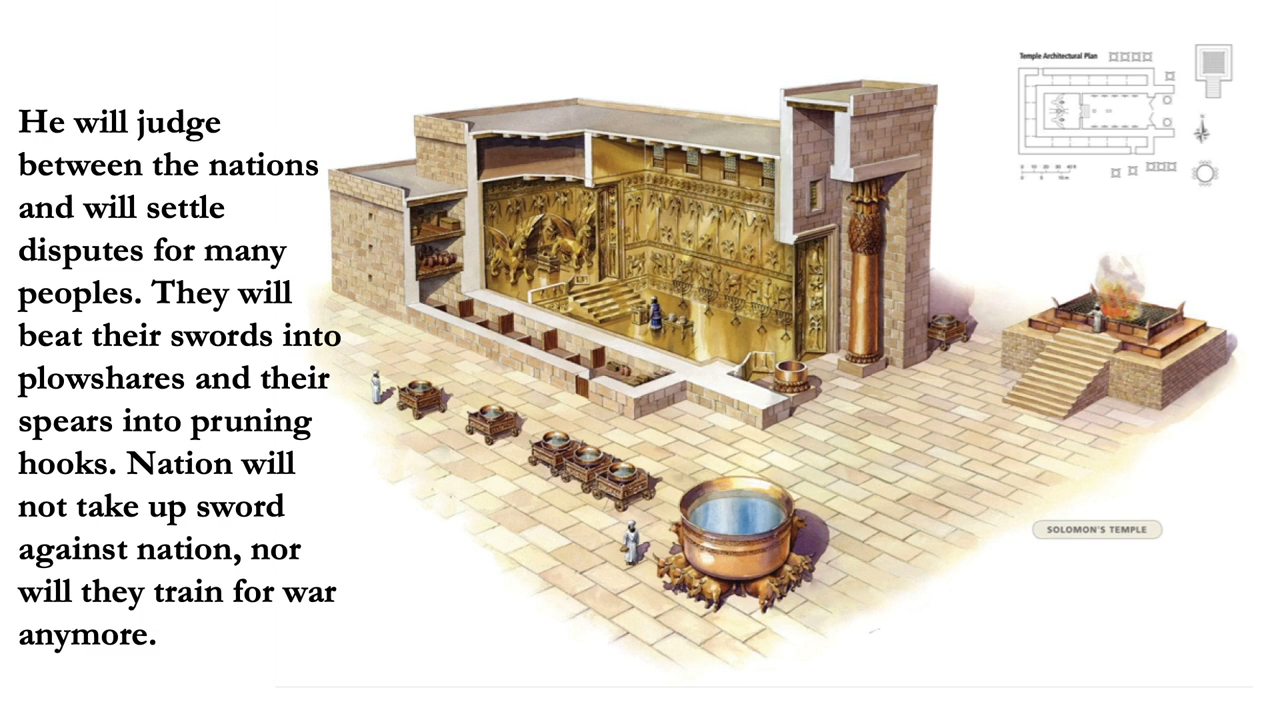 He will judge
between the nations
and will settle
disputes for many
peoples. They will
beat their swords into
plowshares and their
spears into pruning
hooks. Nation will
not take up sword
against nation, nor
will they train for war
anymore.
Temple Architectural Plan
SOLOMON'S TEMPLE